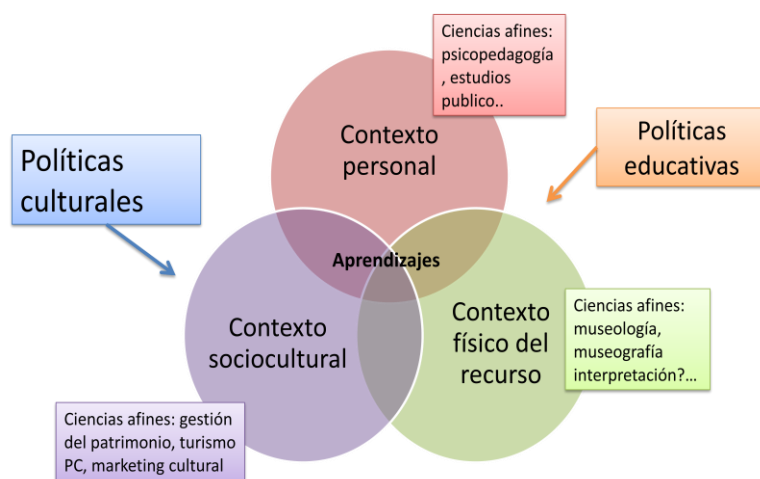 Ciencias afines:
psicopedagogía
, estudios
publico..
Contexto
personal
Políticas
educativas
Políticas
culturales
Aprendizajes
Contexto
sociocultural
Contexto
físico del
recurso
Ciencias afines:
museología,
museografía
interpretación?...
Ciencias afines: gestión
del patrimonio, turismo
PC, marketing cultural